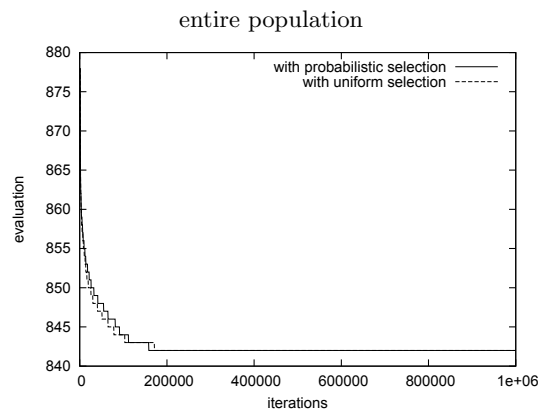 entire population
880
875
870
865
860
855
850
845
840
evaluation
with probabilistic selection
with uniform selection
0 200000 400000 600000 800000 1e+06
iterations